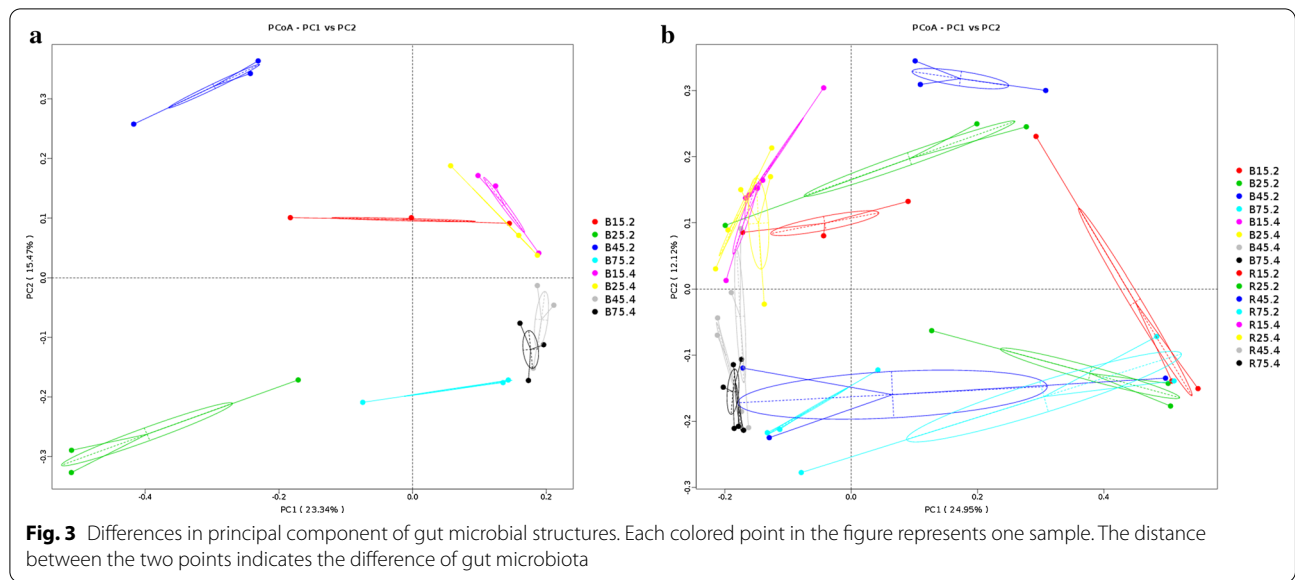 a
PCoA - PC1 vs PC2
PC2 ( 15.47% )
0.3
0.2
0.1
0.0
-0.1
-0.2
-0.3
-0.4
-0.2
0.0
0.2
PC1 ( 23.34% )
B15.2
B25.2
B45.2
B75.2
B15.4
B25.4
B45.4
B75.4
b
PCoA - PC1 vs PC2
PC2 ( 12.12% )
0.3
0.2
0.1
0.0
-0.1
-0.2
-0.3
-0.2
0.0
0.2
0.4
PC1 ( 24.95% )
B15.2
B25.2
B45.2
B75.2
B15.4
B25.4
B45.4
B75.4
R15.2
R25.2
R45.2
R75.2
R15.4
R25.4
R45.4
R75.4
Fig. 3 Differences in principal component of gut microbial structures. Each colored point in the figure represents one sample. The distance
between the two points indicates the difference of gut microbiota